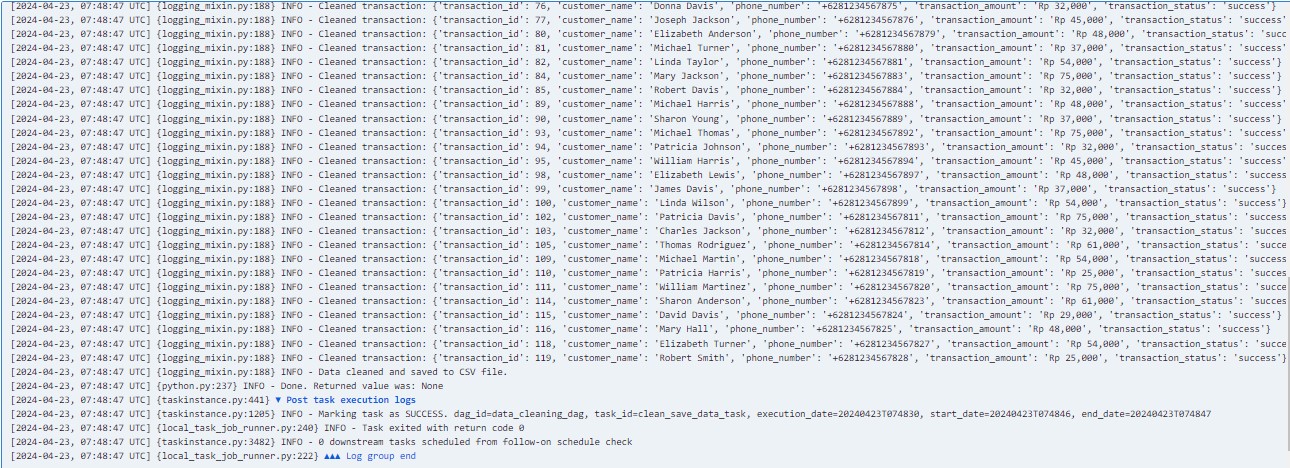 [2024-04-23, 07:48:47 UTC] {logging_mixin.py:188} INFO - Cleaned transaction: {'transaction_id': 76, 'customer_name': 'Donna Davis', 'phone_number': '+6281234567875', 'transaction_amount': 'Rp 32,000', 'transaction_status': 'success'}
[2024-04-23, 07:48:47 UTC] {logging_mixin.py:188} INFO - Cleaned transaction: {'transaction_id': 77, 'customer_name': 'Joseph Jackson', 'phone_number': '+6281234567876', 'transaction_amount': 'Rp 45,000', 'transaction_status': 'success'
[2024-04-23, 07:48:47 UTC] {logging_mixin.py:188} INFO - Cleaned transaction: {'transaction_id': 80, 'customer_name': 'Elizabeth Anderson', 'phone_number': '+6281234567879', 'transaction_amount': 'Rp 48,000', 'transaction_status': 'succ
[2024-04-23, 07:48:47 UTC] {logging_mixin.py:188} INFO - Cleaned transaction: {'transaction_id': 81, 'customer_name': 'Michael Turner', 'phone_number': '+6281234567880', 'transaction_amount': 'Rp 37,000', 'transaction_status': 'success'
[2024-04-23, 07:48:47 UTC] {logging_mixin.py:188} INFO - Cleaned transaction: {'transaction_id': 82, 'customer_name': 'Linda Taylor', 'phone_number': '+6281234567881', 'transaction_amount': 'Rp 54,000', 'transaction_status': 'success'}
[2024-04-23, 07:48:47 UTC] {logging_mixin.py:188} INFO - Cleaned transaction: {'transaction_id': 84, 'customer_name': 'Mary Jackson', 'phone_number': '+6281234567883', 'transaction_amount': 'Rp 75,000', 'transaction_status': 'success'}
[2024-04-23, 07:48:47 UTC] {logging_mixin.py:188} INFO - Cleaned transaction: {'transaction_id': 85, 'customer_name': 'Robert Davis', 'phone_number': '+6281234567884', 'transaction_amount': 'Rp 32,000', 'transaction_status': 'success'}
[2024-04-23, 07:48:47 UTC] {logging_mixin.py:188} INFO - Cleaned transaction: {'transaction_id': 89, 'customer_name': 'Michael Harris', 'phone_number': '+6281234567888', 'transaction_amount': 'Rp 48,000', 'transaction_status': 'success'
[2024-04-23, 07:48:47 UTC] {logging_mixin.py:188} INFO - Cleaned transaction: {'transaction_id': 90, 'customer_name': 'Sharon Young', 'phone_number': '+6281234567889', 'transaction_amount': 'Rp 37,000', 'transaction_status': 'success'}
[2024-04-23, 07:48:47 UTC] {logging_mixin.py:188} INFO - Cleaned transaction: {'transaction_id': 93, 'customer_name': 'Michael Thomas', 'phone_number': '+6281234567892', 'transaction_amount': 'Rp 75,000', 'transaction_status': 'success'
[2024-04-23, 07:48:47 UTC] {logging_mixin.py:188} INFO - Cleaned transaction: {'transaction_id': 94, 'customer_name': 'Patricia Johnson', 'phone_number': '+6281234567893', 'transaction_amount': 'Rp 32,000', 'transaction_status': 'succes
[2024-04-23, 07:48:47 UTC] {logging_mixin.py:188} INFO - Cleaned transaction: {'transaction_id': 95, 'customer_name': 'William Harris', 'phone_number': '+6281234567894', 'transaction_amount': 'Rp 45,000', 'transaction_status': 'success'
[2024-04-23, 07:48:47 UTC] {logging_mixin.py:188} INFO - Cleaned transaction: {'transaction_id': 98, 'customer_name': 'Elizabeth Lewis', 'phone_number': '+6281234567897', 'transaction_amount': 'Rp 48,000', 'transaction_status': 'success
[2024-04-23, 07:48:47 UTC] {logging_mixin.py:188} INFO - Cleaned transaction: {'transaction_id': 99, 'customer_name': 'James Davis', 'phone_number': '+6281234567898', 'transaction_amount': 'Rp 37,000', 'transaction_status': 'success'}
[2024-04-23, 07:48:47 UTC] {logging_mixin.py:188} INFO - Cleaned transaction: {'transaction_id': 100, 'customer_name': 'Linda Wilson', 'phone_number': '+6281234567899', 'transaction_amount': 'Rp 54,000', 'transaction_status': 'success'}
[2024-04-23, 07:48:47 UTC] {logging_mixin.py:188} INFO - Cleaned transaction: {'transaction_id': 102, 'customer_name': 'Patricia Davis', 'phone_number': '+6281234567811', 'transaction_amount': 'Rp 75,000', 'transaction_status': 'success
[2024-04-23, 07:48:47 UTC] {logging_mixin.py:188} INFO - Cleaned transaction: {'transaction_id': 103, 'customer_name': 'Charles Jackson', 'phone_number': '+6281234567812', 'transaction_amount': 'Rp 32,000', 'transaction_status': 'succes
[2024-04-23, 07:48:47 UTC] {logging_mixin.py:188} INFO - Cleaned transaction: {'transaction_id': 105, 'customer_name': 'Thomas Rodriguez', 'phone_number': '+6281234567814', 'transaction_amount': 'Rp 61,000', 'transaction_status': 'succe
[2024-04-23, 07:48:47 UTC] {logging_mixin.py:188} INFO - Cleaned transaction: {'transaction_id': 109, 'customer_name': 'Michael Martin', 'phone_number': '+6281234567818', 'transaction_amount': 'Rp 54,000', 'transaction_status': 'success
[2024-04-23, 07:48:47 UTC] {logging_mixin.py:188} INFO - Cleaned transaction: {'transaction_id': 110, 'customer_name': 'Patricia Harris', 'phone_number': '+6281234567819', 'transaction_amount': 'Rp 25,000', 'transaction_status': 'succes
[2024-04-23, 07:48:47 UTC] {logging_mixin.py:188} INFO - Cleaned transaction: {'transaction_id': 111, 'customer_name': 'William Martinez', 'phone_number': '+6281234567820', 'transaction_amount': 'Rp 75,000', 'transaction_status': 'succe
[2024-04-23, 07:48:47 UTC] {logging_mixin.py:188} INFO - Cleaned transaction: {'transaction_id': 114, 'customer_name': 'Sharon Anderson', 'phone_number': '+6281234567823', 'transaction_amount': 'Rp 61,000', 'transaction_status': 'succes
[2024-04-23, 07:48:47 UTC] {logging_mixin.py:188} INFO - Cleaned transaction: {'transaction_id': 115, 'customer_name': 'David Davis', 'phone_number': '+6281234567824', 'transaction_amount': 'Rp 29,000', 'transaction_status': 'success'}
[2024-04-23, 07:48:47 UTC] {logging_mixin.py:188} INFO - Cleaned transaction: {'transaction_id': 116, 'customer_name': 'Mary Hall', 'phone_number': '+6281234567825', 'transaction_amount': 'Rp 48,000', 'transaction_status': 'success'}
[2024-04-23, 07:48:47 UTC] {logging_mixin.py:188} INFO - Cleaned transaction: {'transaction_id': 118, 'customer_name': 'Elizabeth Turner', 'phone_number': '+6281234567827', 'transaction_amount': 'Rp 54,000', 'transaction_status': 'succe
[2024-04-23, 07:48:47 UTC] {logging_mixin.py:188} INFO - Cleaned transaction: {'transaction_id': 119, 'customer_name': 'Robert Smith', 'phone_number': '+6281234567828', 'transaction_amount': 'Rp 25,000', 'transaction_status': 'success'}
[2024-04-23, 07:48:47 UTC] {logging_mixin.py:188} INFO - Data cleaned and saved to CSV file.
[2024-04-23, 07:48:47 UTC] {python.py:237} INFO - Done. Returned value was: None
[2024-04-23, 07:48:47 UTC] {taskinstance.py:441} ▼ Post task execution logs
[2024-04-23, 07:48:47 UTC] {taskinstance.py:1205} INFO - Marking task as SUCCESS. dag_id=data_cleaning_dag, task_id=clean_save_data_task, execution_date=20240423T074830, start_date=20240423T074846, end_date=20240423T074847
[2024-04-23, 07:48:47 UTC] {local_task_job_runner.py:240} INFO - Task exited with return code 0
[2024-04-23, 07:48:47 UTC] {taskinstance.py:3482} INFO - 0 downstream tasks scheduled from follow-on schedule check
[2024-04-23, 07:48:47 UTC] {local_task_job_runner.py:222} ▲▲▲ Log group end